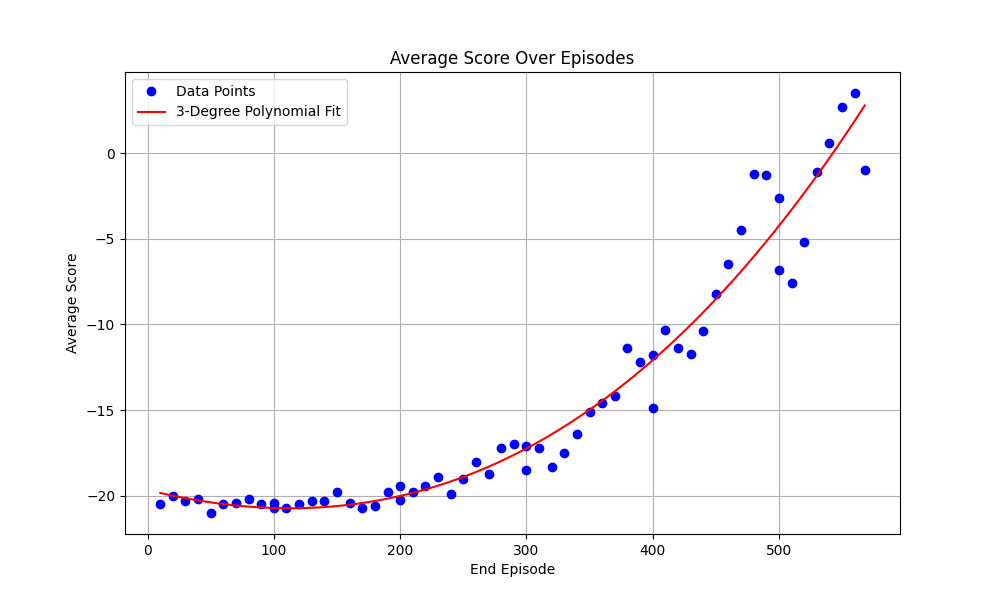 Average Score Over Episodes
Data Points
3-Degree Polynomial Fit
Average Score
0
−5
−10
−15
−20
0 100 200 300 400 500
End Episode